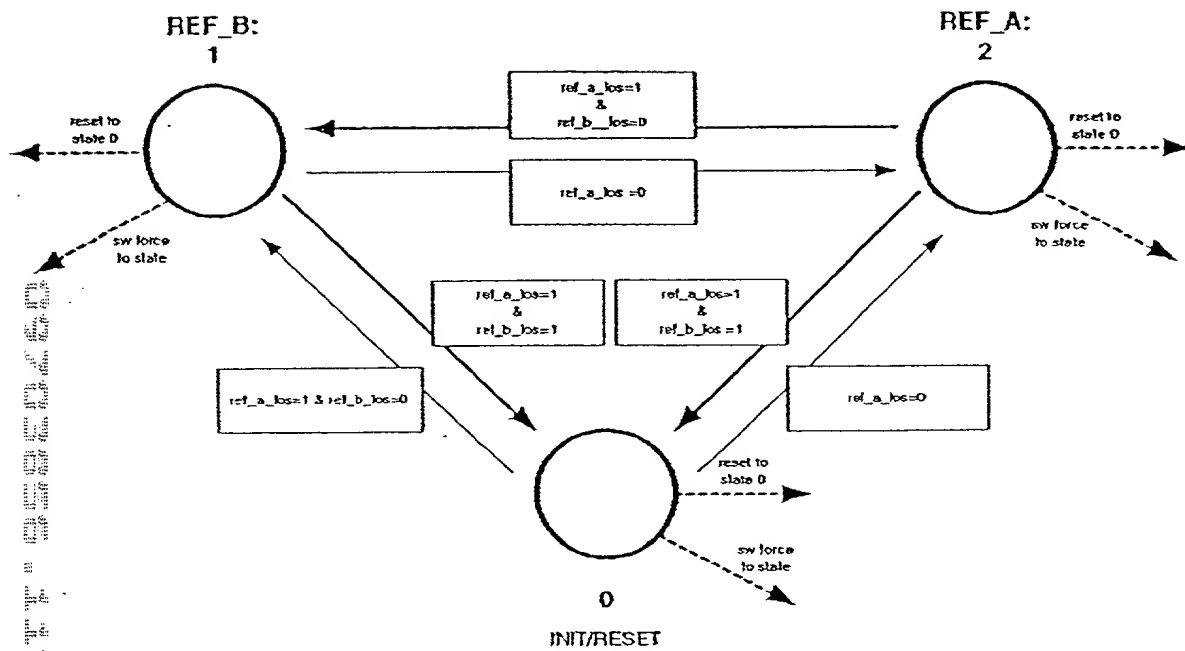 REF_B:
1
REF_A:
2
ref_a_los=1
&
ref_b_los=0
ref_a_los =0
reset to
state 0
sw force
to state
reset to
state 0
sw force
to state
ref_a_los=1
&
ref_b_los=1
ref_a_los=1
&
ref_b_los =1
ref_a_los=1 & ref_b_los=0
ref_a_los=0
reset to
state 0
sw force
to state
0
INIT/RESET